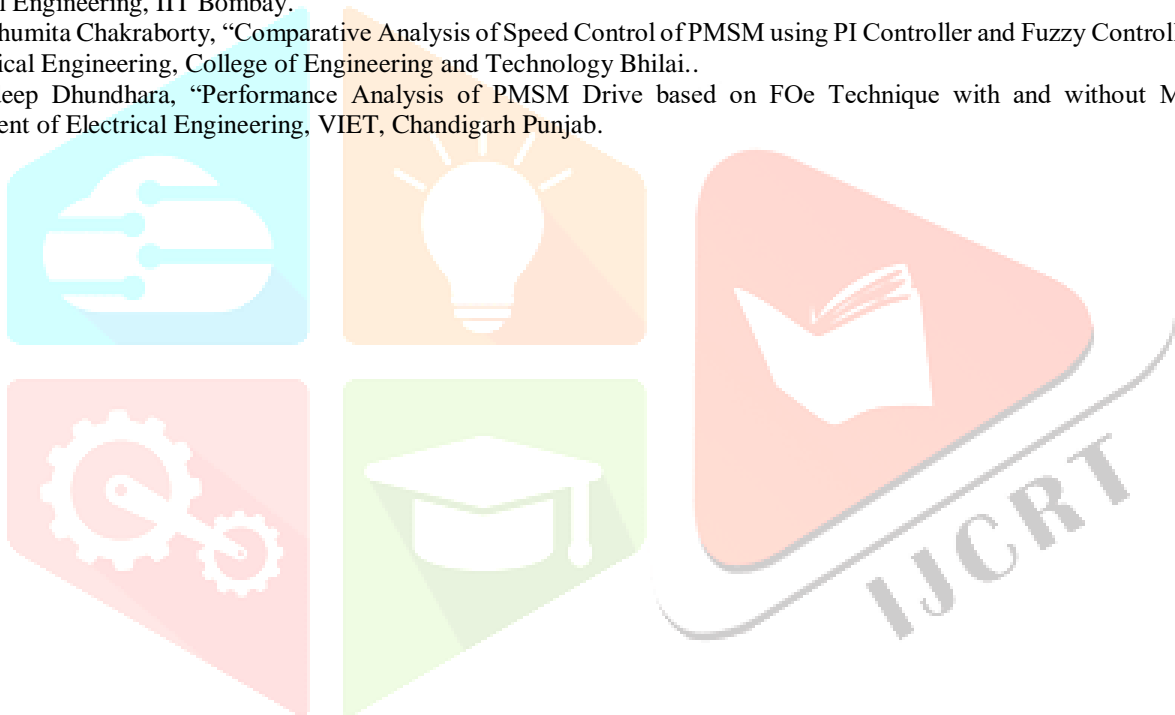 l Engineering, IIT Bombay.
humita Chakraborty, “Comparative Analysis of Speed Control of PMSM using PI Controller and Fuzzy Controll
ical Engineering, College of Engineering and Technology Bhilai..
eep Dhundhara, “Performance Analysis of PMSM Drive based on FOe Technique with and without M
ent of Electrical Engineering, VIET, Chandigarh Punjab.
IJCRT